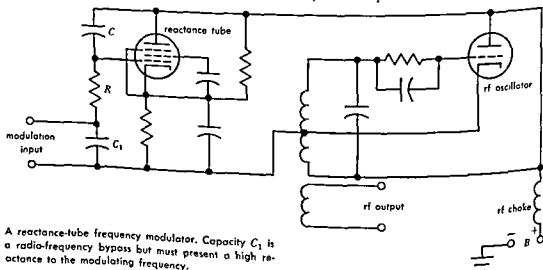 C
reactance tube
R
modulation
input
C1
rf oscillator
rf output
rf choke
− B +
A reactance-tube frequency modulator. Capacity C1 is
a radio-frequency bypass but must present a high re-
actance to the modulating frequency.